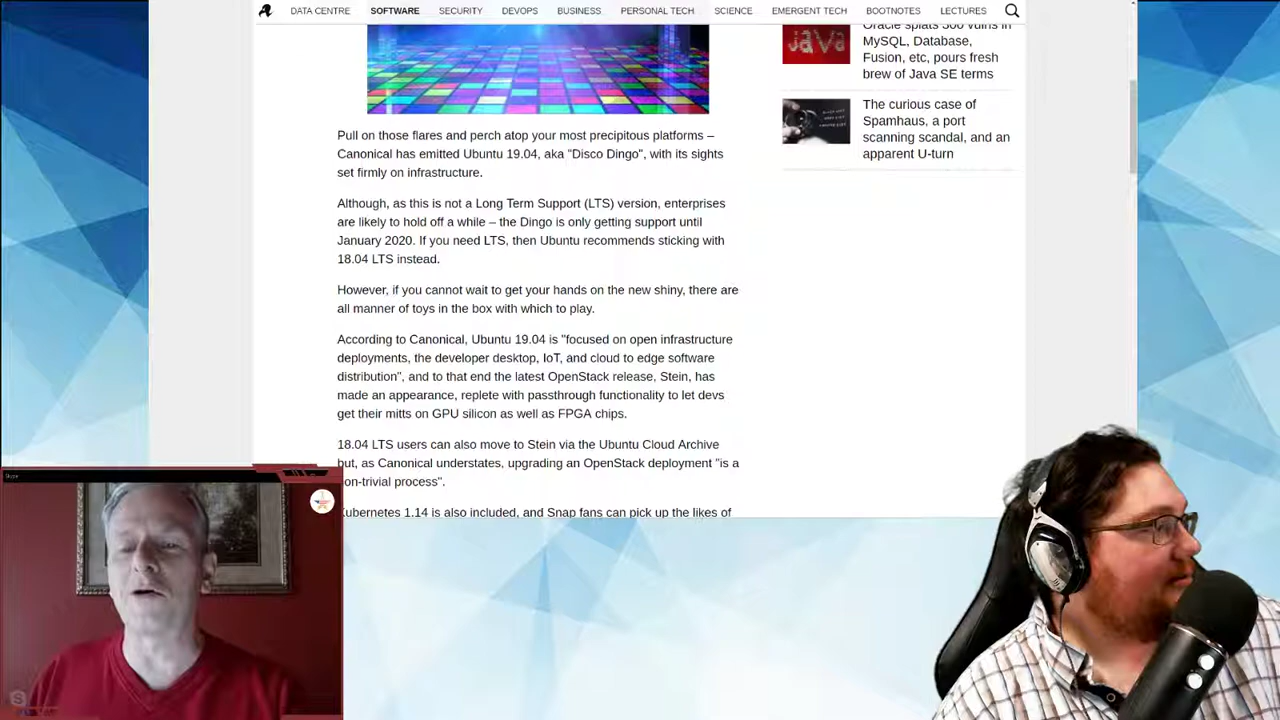 DATA CENTRE SOFTWARE SECURITY DEVOPS BUSINESS PERSONAL TECH SCIENCE EMERGENT TECH BOOTNOTES LECTURES
Pull on those flares and perch atop your most precipitous platforms –
Canonical has emitted Ubuntu 19.04, aka "Disco Dingo", with its sights
set firmly on infrastructure.
Although, as this is not a Long Term Support (LTS) version, enterprises
are likely to hold off a while – the Dingo is only getting support until
January 2020. If you need LTS, then Ubuntu recommends sticking with
18.04 LTS instead.
However, if you cannot wait to get your hands on the new shiny, there are
all manner of toys in the box with which to play.
According to Canonical, Ubuntu 19.04 is "focused on open infrastructure
deployments, the developer desktop, IoT, and cloud to edge software
distribution", and to that end the latest OpenStack release, Stein, has
made an appearance, replete with passthrough functionality to let devs
get their mitts on GPU silicon as well as FPGA chips.
18.04 LTS users can also move to Stein via the Ubuntu Cloud Archive
but, as Canonical understates, upgrading an OpenStack deployment "is a
on-trivial process".
Kubernetes 1.14 is also included, and Snap fans can pick up the likes of
Java
Oracle splats 300 vulns in
MySQL, Database,
Fusion, etc, pours fresh
brew of Java SE terms
The curious case of
Spamhaus, a port
scanning scandal, and an
apparent U-turn
Skype